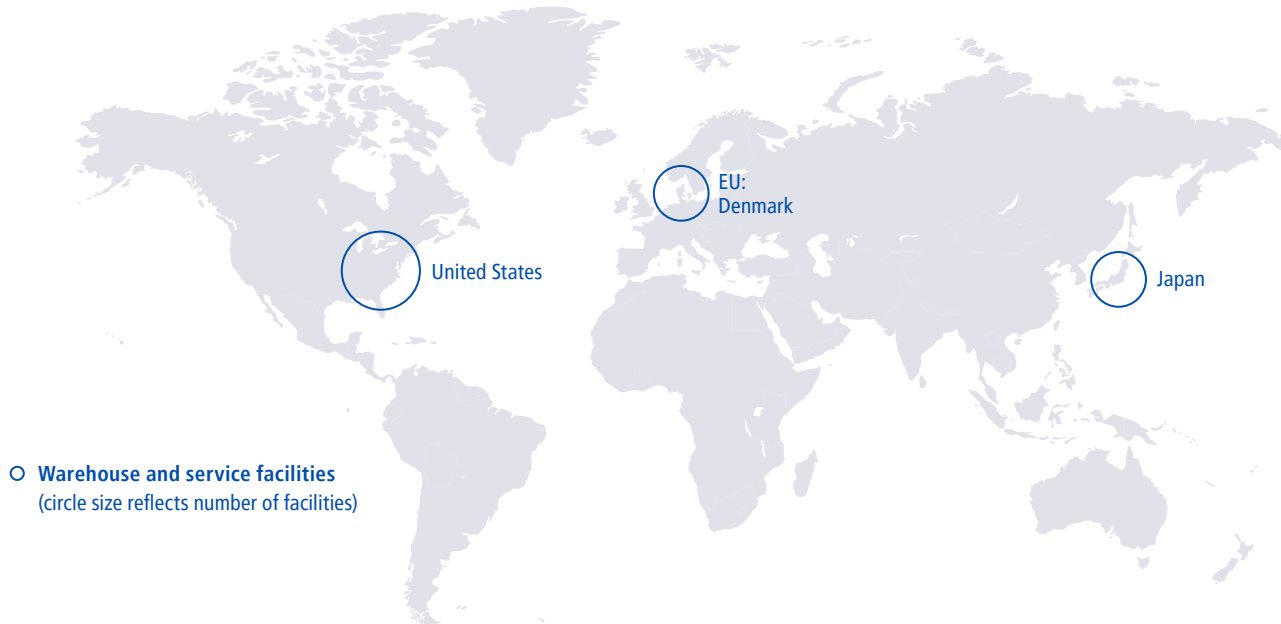 EU:
Denmark
United States
Japan
Warehouse and service facilities
(circle size reflects number of facilities)